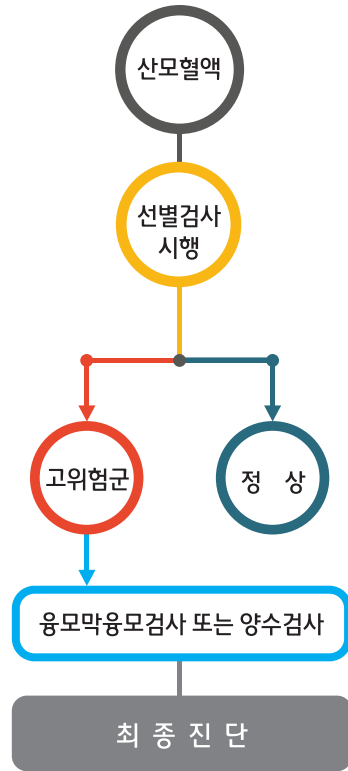 산모혈액
선별검사
시행
고위험군
정 상
융모막융모검사 또는 양수검사
최 종 진 단